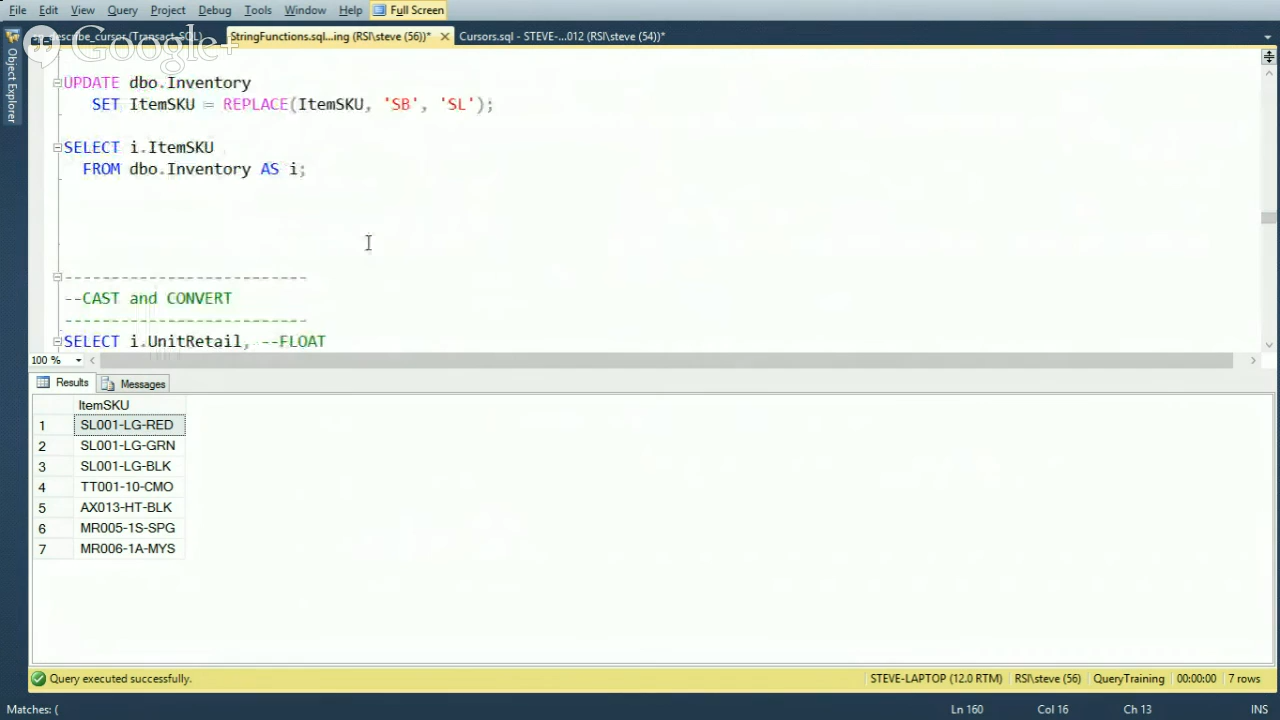 File Edit View Query Project Debug Tools Window Help Full Screen
sp_describe_cursor (Transact-SQL) StringFunctions.sql...ing (RSI\steve (56))* Cursors.sql - STEVE-...012 (RSI\steve (54))*
Google+
Object Explorer
UPDATE dbo.Inventory
SET ItemSKU = REPLACE(ItemSKU, 'SB', 'SL');
SELECT i.ItemSKU
FROM dbo.Inventory AS i;
--------------------------
--CAST and CONVERT
--------------------------
SELECT i.UnitRetail, --FLOAT
100 %
Results Messages
ItemSKU
1 SL001-LG-RED
2 SL001-LG-GRN
3 SL001-LG-BLK
4 TT001-10-CMO
5 AX013-HT-BLK
6 MR005-1S-SPG
7 MR006-1A-MYS
Query executed successfully. STEVE-LAPTOP (12.0 RTM) RSI\steve (56) QueryTraining 00:00:00 7 rows
Matches: ( Ln 160 Col 16 Ch 13 INS